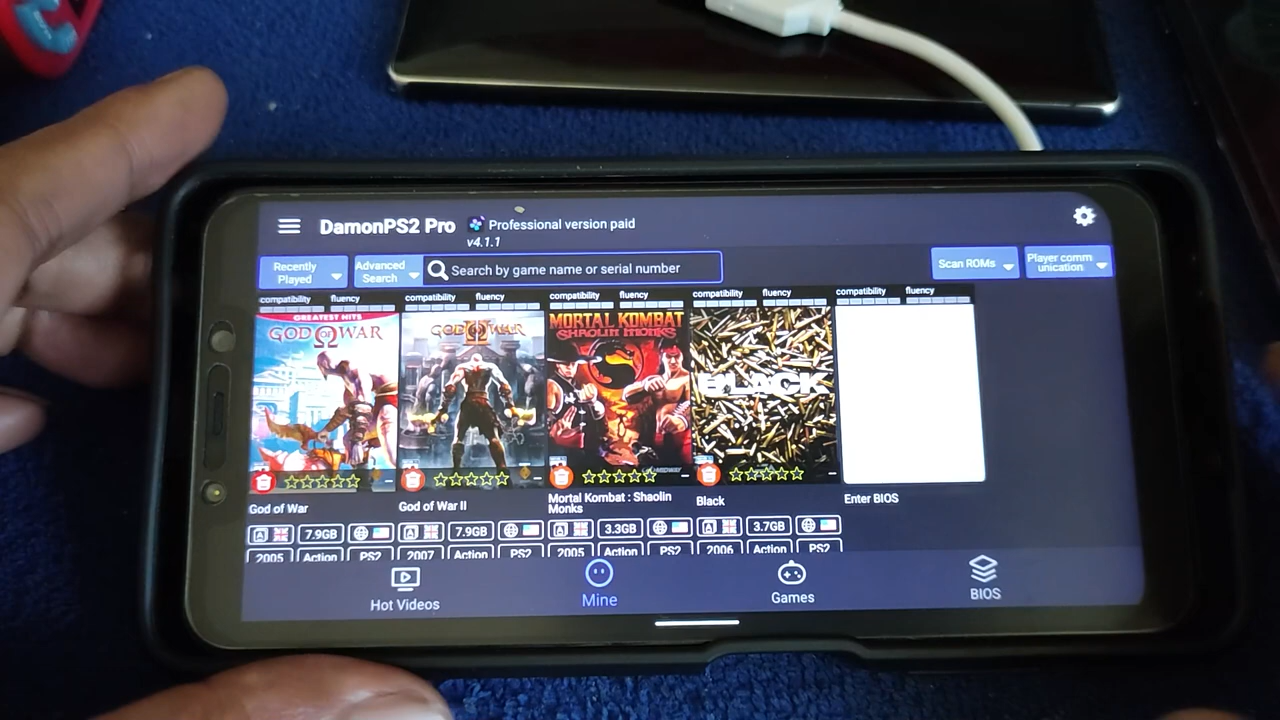 DamonPS2 Pro Professional version paid
v4.1.1
Recently Played
Advanced Search
Search by game name or serial number
Scan ROMs
Player comm unication
compatibility fluency compatibility fluency compatibility fluency compatibility fluency compatibility fluency
GREATEST HITS
GOD OF WAR
GOD OF WAR
II
MORTAL KOMBAT
SHAOLIN MONKS
BLACK
God of War
God of War II
Mortal Kombat : Shaolin
Monks
Black
Enter BIOS
7.9GB 7.9GB 3.3GB 3.7GB
2005 Action PS2 2007 Action PS2 2005 Action PS2 2006 Action PS2
Hot Videos Mine Games BIOS